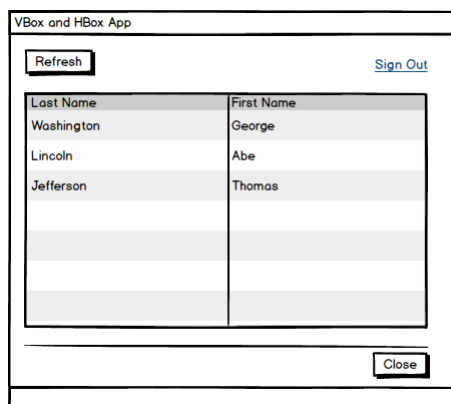 VBox and HBox App
Refresh
Sign Out
Last Name First Name
Washington George
Lincoln Abe
Jefferson Thomas
Close